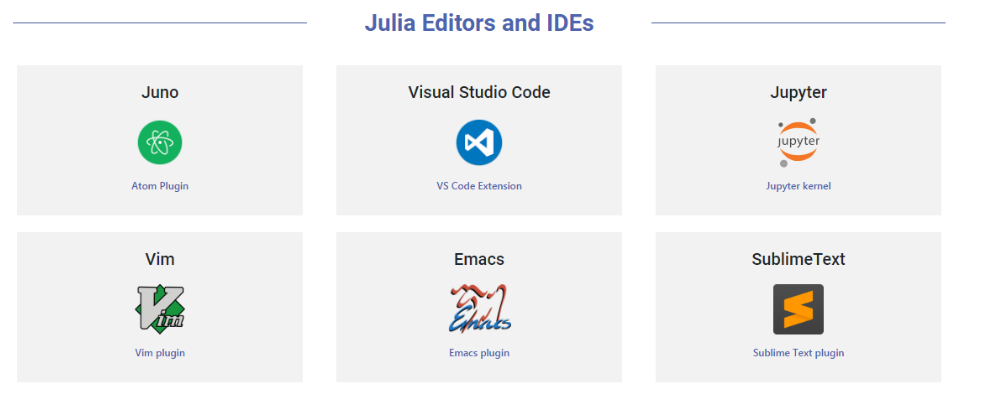 Julia Editors and IDEs
Juno
Atom Plugin
Visual Studio Code
VS Code Extension
Jupyter
jupyter
Jupyter kernel
Vim
Vim
Vim plugin
Emacs
Emacs
Emacs plugin
SublimeText
Sublime Text plugin